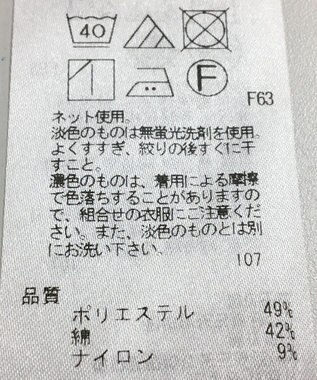 40
F
F63
ネット使用。
淡色のものは無蛍光洗剤を使用。
よくすすぎ、絞りの後すぐに干
すこと。
濃色のものは、着用による摩擦
で色落ちすることがありますの
で、組合せの衣服にご注意くださ
い。また、淡色のものとは別
にお洗い下さい。
107
品質
ポリエステル 49%
綿 42%
ナイロン 9%